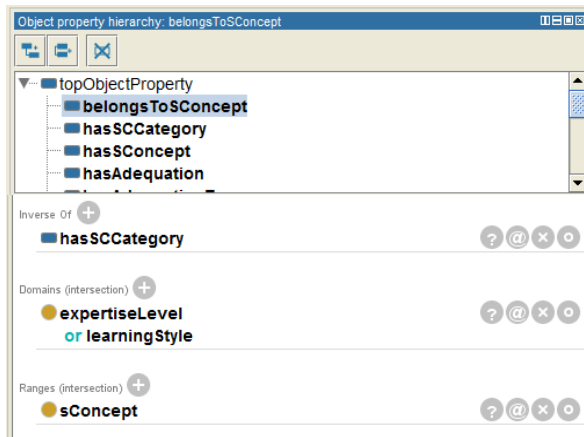 Object property hierarchy: belongsToSConcept
topObjectProperty
belongsToSConcept
hasSCCategory
hasSConcept
hasAdequation
Inverse Of
hasSCCategory
Domains (intersection)
expertiseLevel
or learningStyle
Ranges (intersection)
sConcept